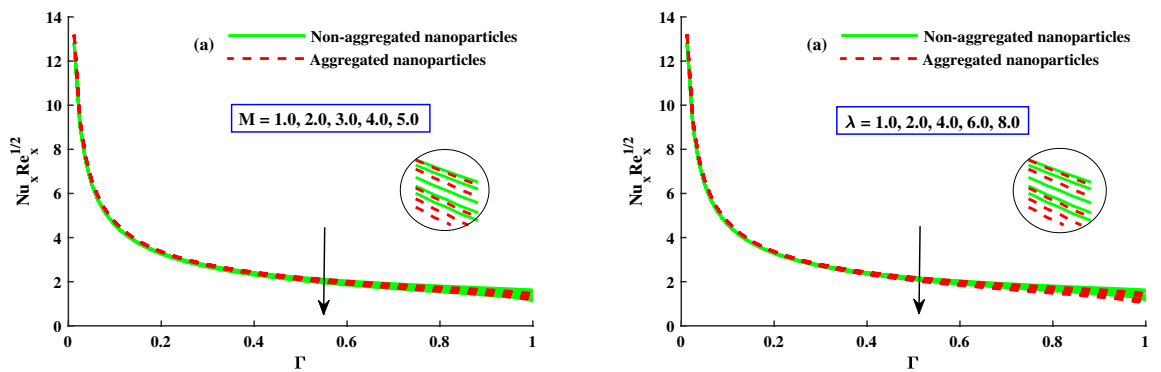 14
12
10
8
6
4
2
0
Nu_x Re_x^{1/2}
(a)
Non-aggregated nanoparticles
Aggregated nanoparticles
M = 1.0, 2.0, 3.0, 4.0, 5.0
0 0.2 0.4 0.6 0.8 1
Γ
14
12
10
8
6
4
2
0
Nu_x Re_x^{1/2}
(a)
Non-aggregated nanoparticles
Aggregated nanoparticles
λ = 1.0, 2.0, 4.0, 6.0, 8.0
0 0.2 0.4 0.6 0.8 1
Γ